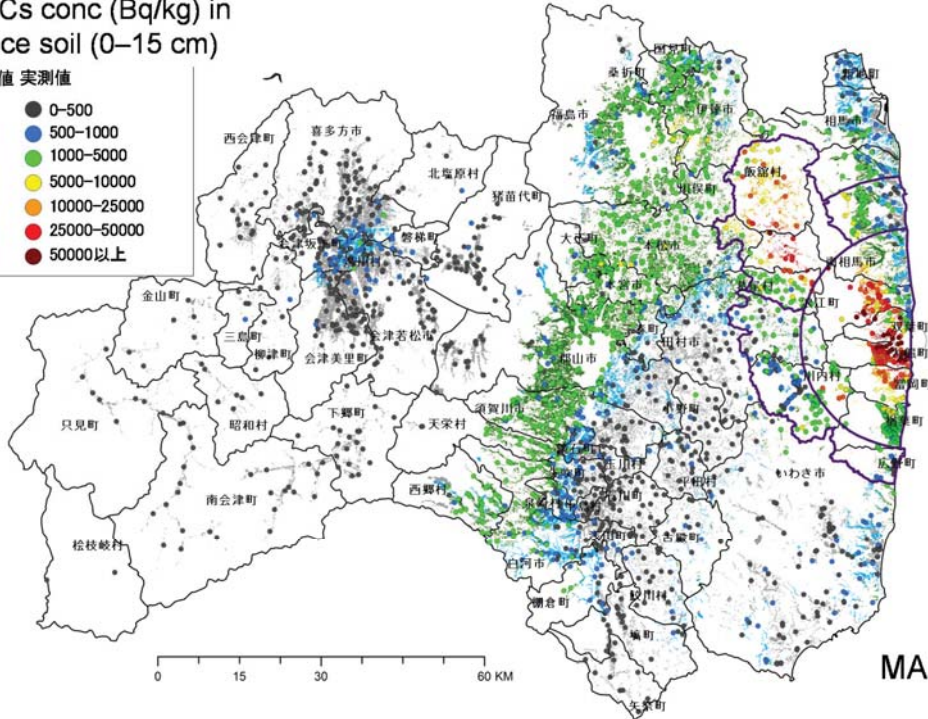 Cs conc (Bq/kg) in
ce soil (0–15 cm)
値 実測値
0–500
500-1000
1000-5000
5000-10000
10000-25000
25000-50000
50000以上
国見町
桑折町
新地町
福島市
伊達市
相馬市
西会津町
喜多方市
北塩原村
飯舘村
川俣町
猪苗代町
磐梯町
大玉村
二本松市
南相馬市
本宮市
浪江町
金山町
三島町
会津若松市
柳津町
会津美里町
田村市
郡山市
川内村
富岡町
下郷町
須賀川市
小野町
只見町
昭和村
天栄村
広野町
いわき市
西郷村
平田村
南会津町
古殿町
桧枝岐村
白河市
棚倉町
鮫川村
塙町
矢祭町
0
15
30
60 KM
MA